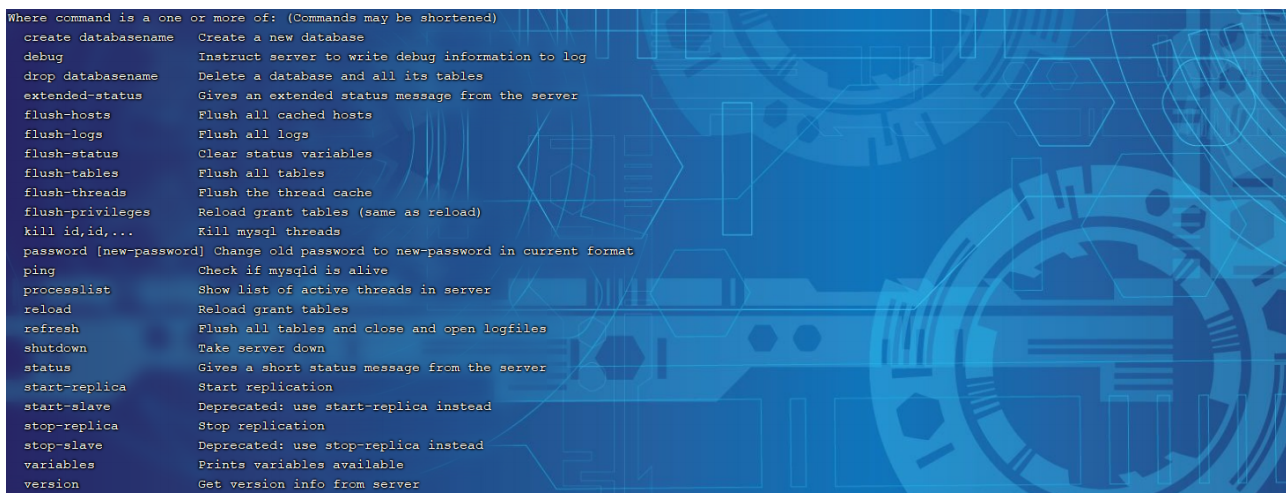 Where command is a one or more of: (Commands may be shortened)
create databasename Create a new database
debug Instruct server to write debug information to log
drop databasename Delete a database and all its tables
extended-status Gives an extended status message from the server
flush-hosts Flush all cached hosts
flush-logs Flush all logs
flush-status Clear status variables
flush-tables Flush all tables
flush-threads Flush the thread cache
flush-privileges Reload grant tables (same as reload)
kill id,id,... Kill mysql threads
password [new-password] Change old password to new-password in current format
ping Check if mysqld is alive
processlist Show list of active threads in server
reload Reload grant tables
refresh Flush all tables and close and open logfiles
shutdown Take server down
status Gives a short status message from the server
start-replica Start replication
start-slave Deprecated: use start-replica instead
stop-replica Stop replication
stop-slave Deprecated: use stop-replica instead
variables Prints variables available
version Get version info from server